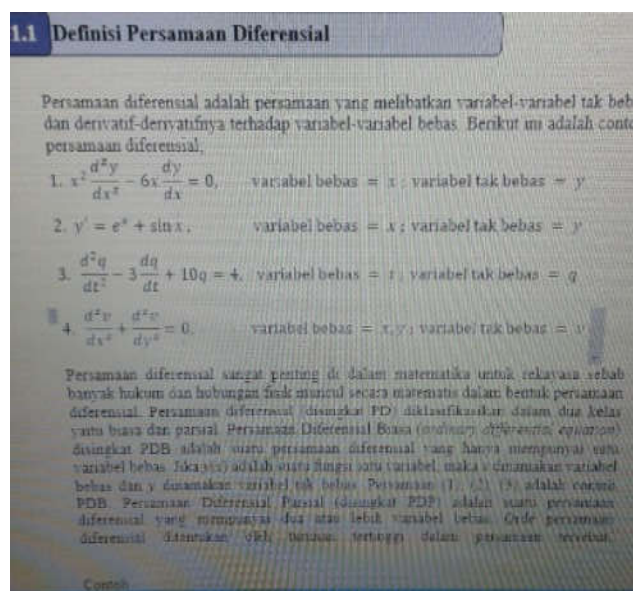 1.1 Definisi Persamaan Diferensial
Persamaan diferensial adalah persamaan yang melibatkan variabel-variabel tak beb
dan derivatif-derivatifnya terhadap variabel-variabel bebas. Berikut ini adalah conto
persamaan diferensial,
1. x² d²y/dx² − 6x dy/dx = 0, variabel bebas = x ; variabel tak bebas = y
2. y' = eˣ + sin x, variabel bebas = x ; variabel tak bebas = y
3. d²q/dt² − 3 dq/dt + 10q = 4, variabel bebas = t ; variabel tak bebas = q
4. d²v/dx² + d²v/dy² = 0, variabel bebas = x, y ; variabel tak bebas = v
Persamaan diferensial sangat penting di dalam matematika untuk rekayasa sebab
banyak hukum dan hubungan fisik muncul secara matematis dalam bentuk persamaan
diferensial. Persamaan diferensial (disingkat PD) diklasifikasikan dalam dua kelas
yaitu biasa dan parsial. Persamaan Diferensial Biasa (ordinary differential equation)
disingkat PDB adalah suatu persamaan diferensial yang hanya mempunyai satu
variabel bebas. Jika y(x) adalah suatu fungsi satu variabel, maka x dinamakan variabel
bebas dan y dinamakan variabel tak bebas. Persamaan (1), (2), (3) adalah contoh
PDB. Persamaan Diferensial Parsial (disingkat PDP) adalah suatu persamaan
diferensial yang mempunyai dua atau lebih variabel bebas. Orde persamaan
diferensial ditentukan oleh turunan tertinggi dalam persamaan tersebut.
Contoh